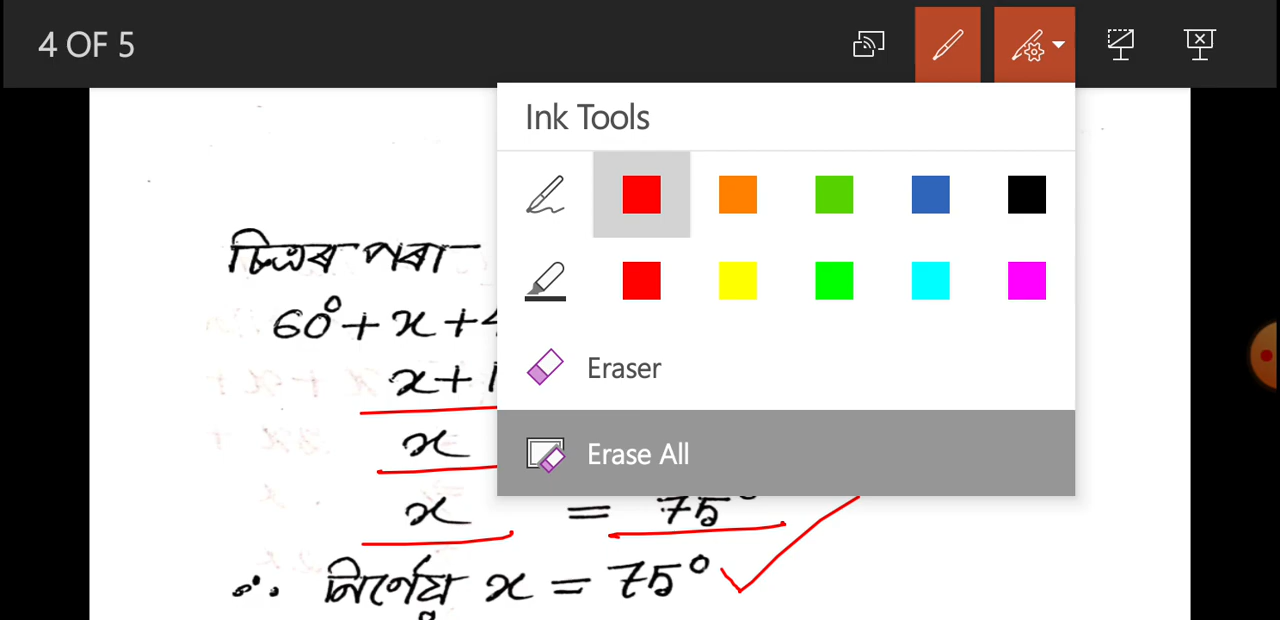 4 OF 5
Ink Tools
Eraser
Erase All
চিত্ৰৰ পৰা
60° + x + 4
x + 1
x
x = 75°
∴ নিৰ্ণেয় x = 75°